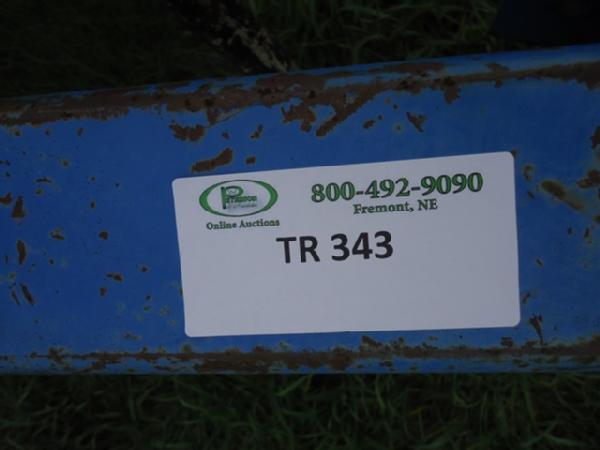 Online Auctions
800-492-9090
Fremont, NE
TR 343